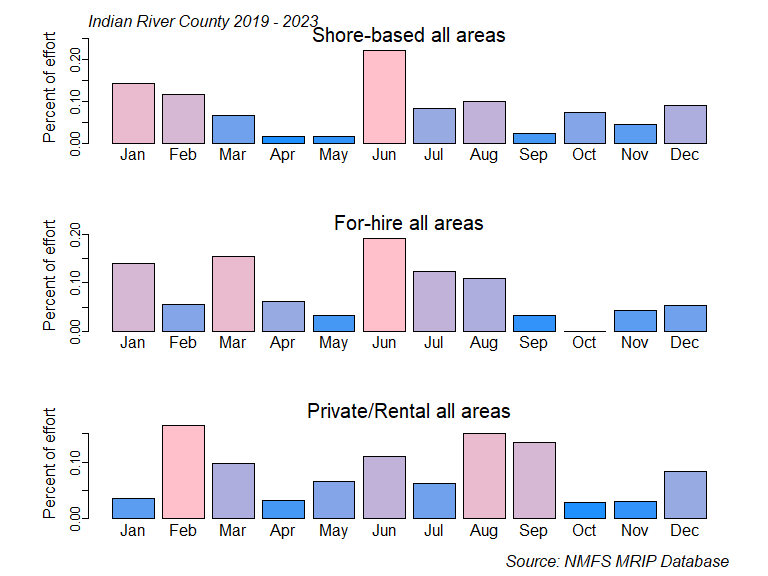 Indian River County 2019 - 2023
Shore-based all areas
Percent of effort
0.00 0.10 0.20
Jan Feb Mar Apr May Jun Jul Aug Sep Oct Nov Dec
For-hire all areas
Percent of effort
0.00 0.10 0.20
Jan Feb Mar Apr May Jun Jul Aug Sep Oct Nov Dec
Private/Rental all areas
Percent of effort
0.00 0.10
Jan Feb Mar Apr May Jun Jul Aug Sep Oct Nov Dec
Source: NMFS MRIP Database